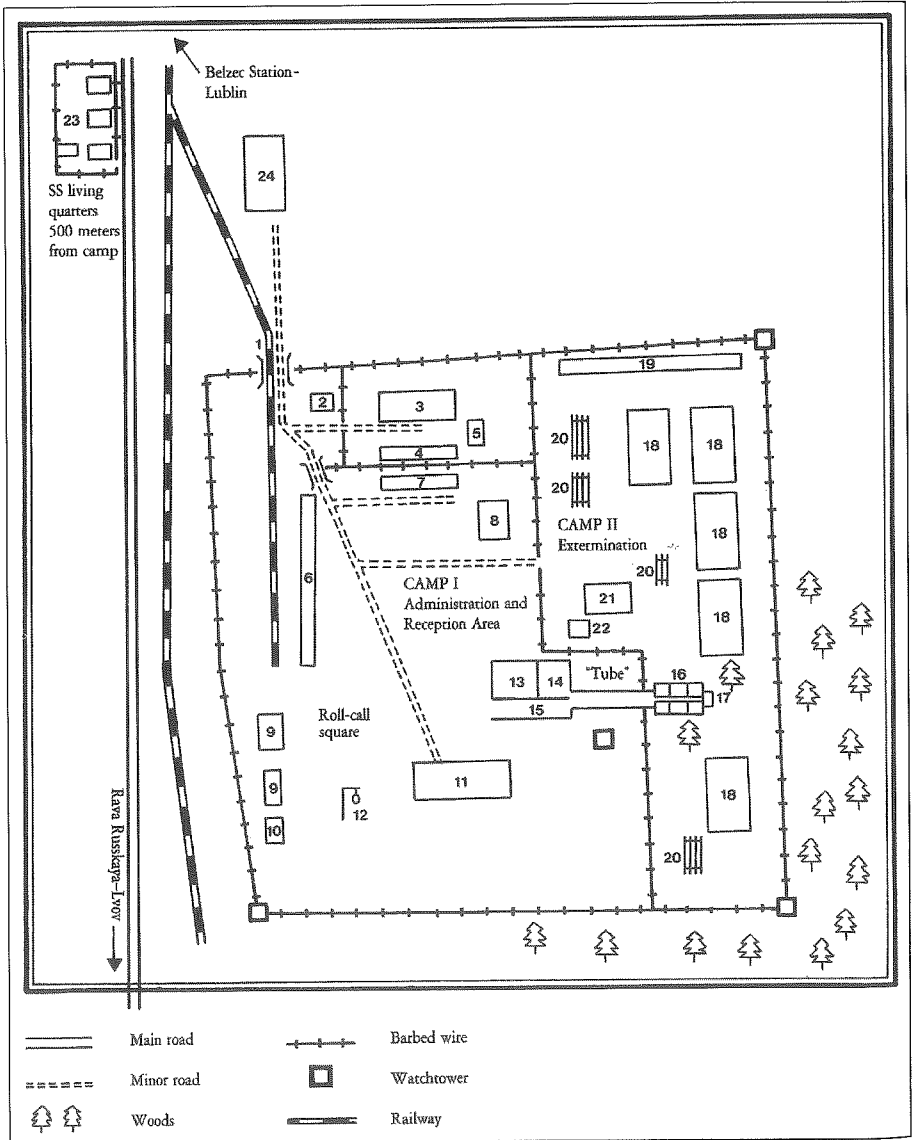 Belzec Station-
Lublin
23
24
SS living
quarters
500 meters
from camp
1
19
2
3
5
20
18
18
4
7
20
8
CAMP II
Extermination
18
20
6
CAMP I
Administration and
Reception Area
21
18
22
13
14
"Tube"
16
17
15
Roll-call
square
9
9
12
11
18
10
20
Rava Russkaya-Lvov
Main road
Barbed wire
Minor road
Watchtower
Woods
Railway